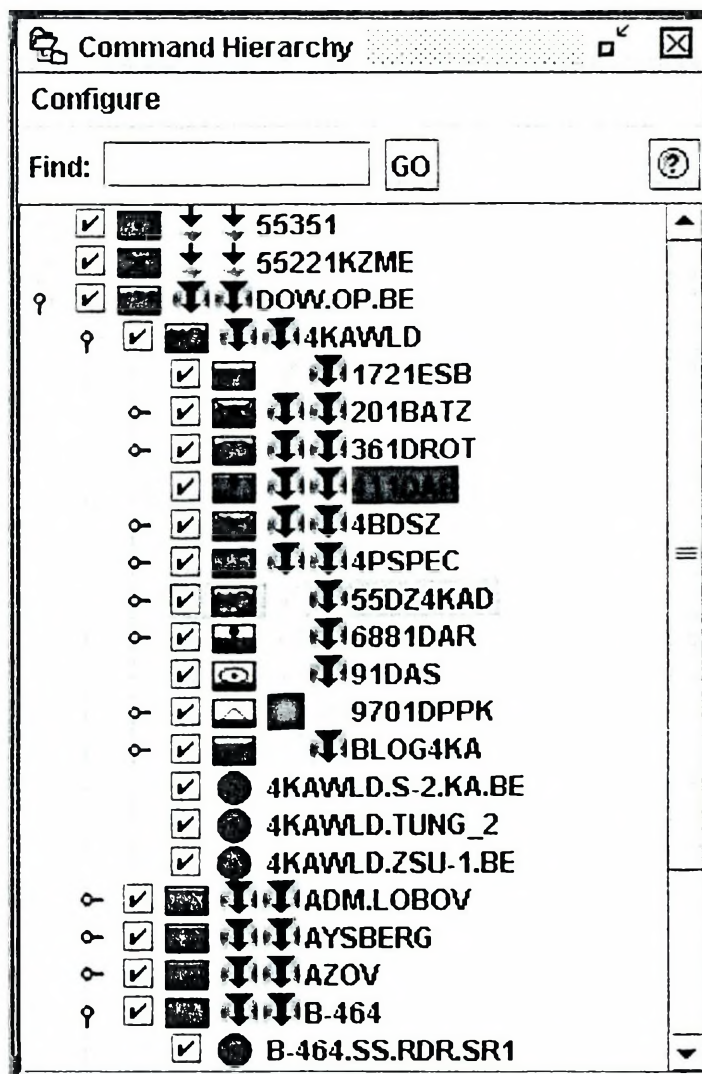 Command Hierarchy
Configure
Find: GO ?
55351
55221KZME
DOW.OP.BE
4KAWLD
1721ESB
201BATZ
361DROT
4BDSZ
4PSPEC
55DZ4KAD
6881DAR
91DAS
9701DPPK
BLOG4KA
4KAWLD.S-2.KA.BE
4KAWLD.TUNG_2
4KAWLD.ZSU-1.BE
ADM.LOBOV
AYSBERG
AZOV
B-464
B-464.SS.RDR.SR1